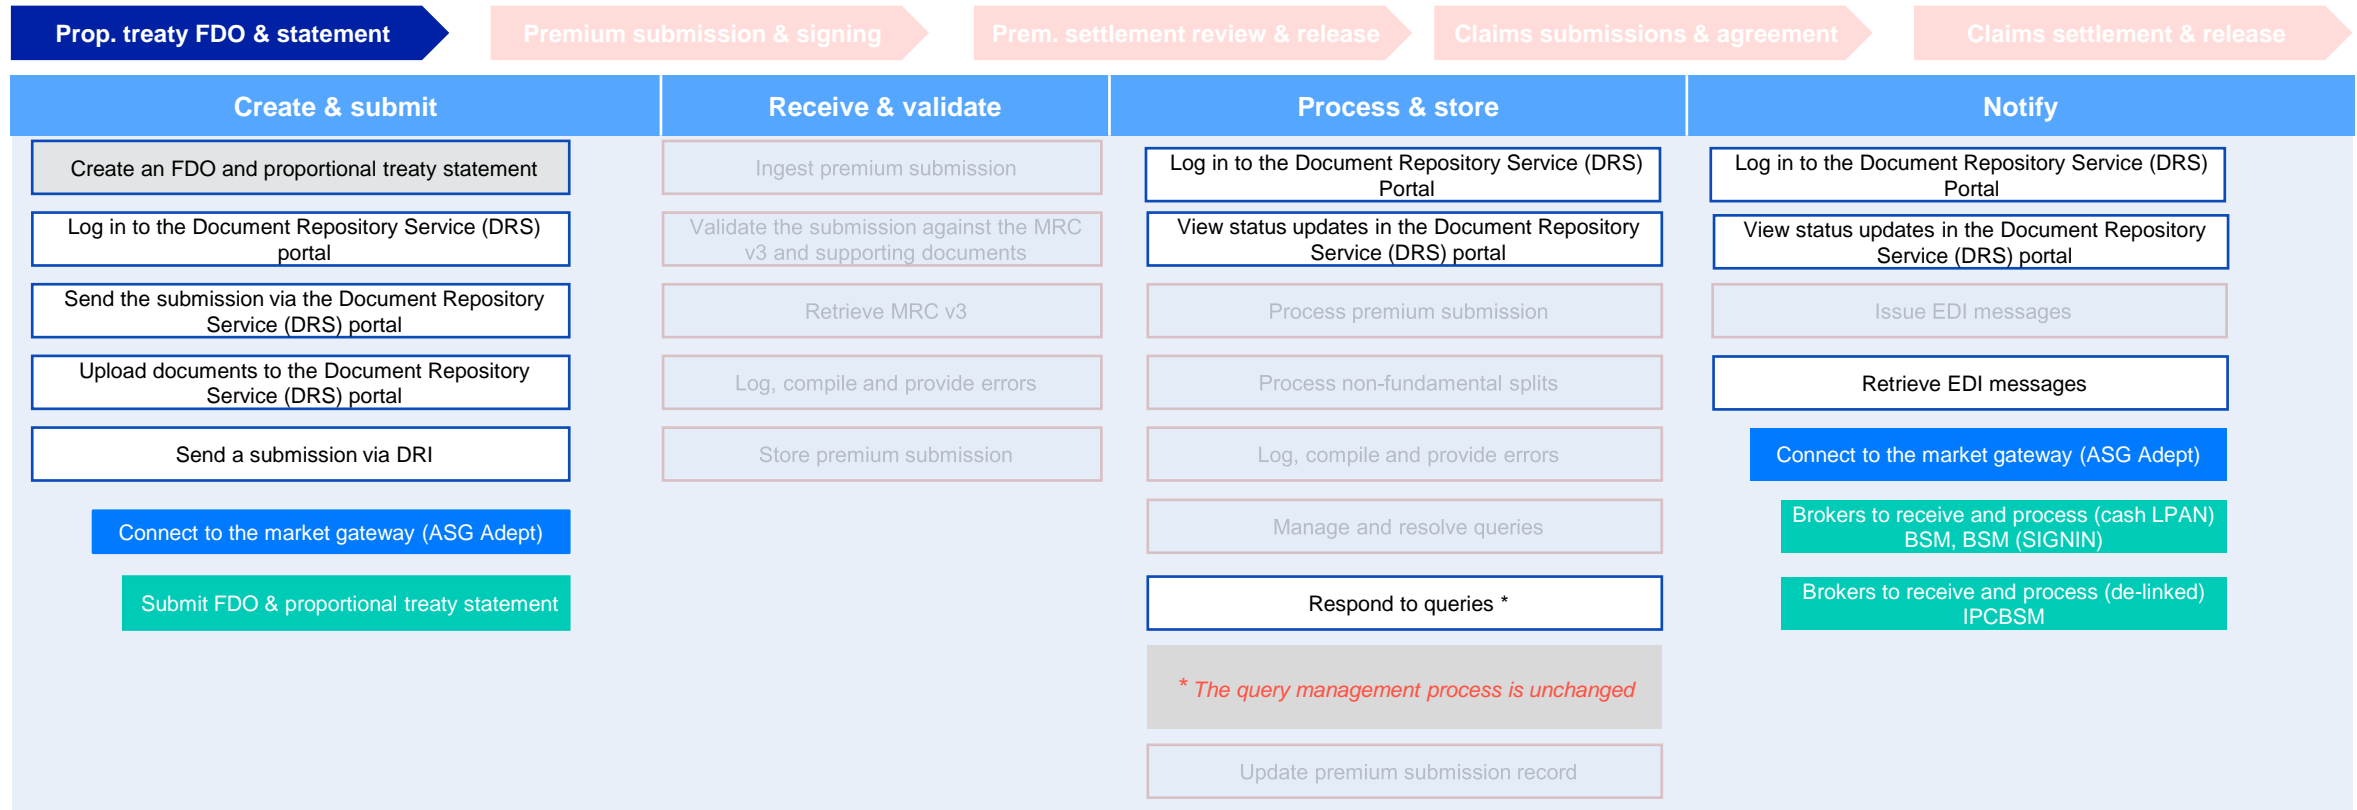 Prop. treaty FDO & statement
Premium submission & signing
Prem. settlement review & release
Claims submissions & agreement
Claims settlement & release
Create & submit
Receive & validate
Process & store
Notify
Create an FDO and proportional treaty statement
Log in to the Document Repository Service (DRS)
portal
Send the submission via the Document Repository
Service (DRS) portal
Upload documents to the Document Repository
Service (DRS) portal
Send a submission via DRI
Connect to the market gateway (ASG Adept)
Submit FDO & proportional treaty statement
Ingest premium submission
Validate the submission against the MRC
v3 and supporting documents
Retrieve MRC v3
Log, compile and provide errors
Store premium submission
Log in to the Document Repository Service (DRS)
Portal
View status updates in the Document Repository
Service (DRS) portal
Process premium submission
Process non-fundamental splits
Log, compile and provide errors
Manage and resolve queries
Respond to queries *
* The query management process is unchanged
Update premium submission record
Log in to the Document Repository Service (DRS)
Portal
View status updates in the Document Repository
Service (DRS) portal
Issue EDI messages
Retrieve EDI messages
Connect to the market gateway (ASG Adept)
Brokers to receive and process (cash LPAN)
BSM, BSM (SIGNIN)
Brokers to receive and process (de-linked)
IPCBSM